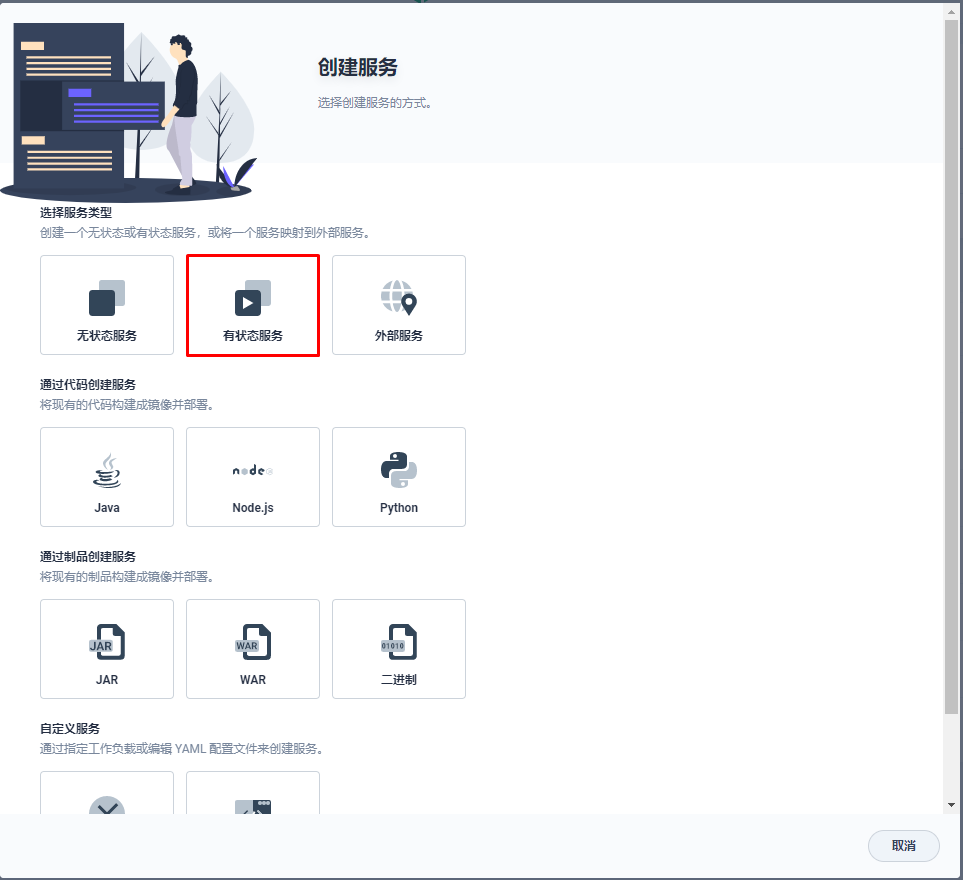 创建服务
选择创建服务的方式。
选择服务类型
创建一个无状态或有状态服务，或将一个服务映射到外部服务。
无状态服务
有状态服务
外部服务
通过代码创建服务
将现有的代码构建成镜像并部署。
node
Java
Node.js
Python
通过制品创建服务
将现有的制品构建成镜像并部署。
JAR
WAR
01010
JAR
WAR
二进制
自定义服务
通过指定工作负载或编辑 YAML 配置文件来创建服务。
取消